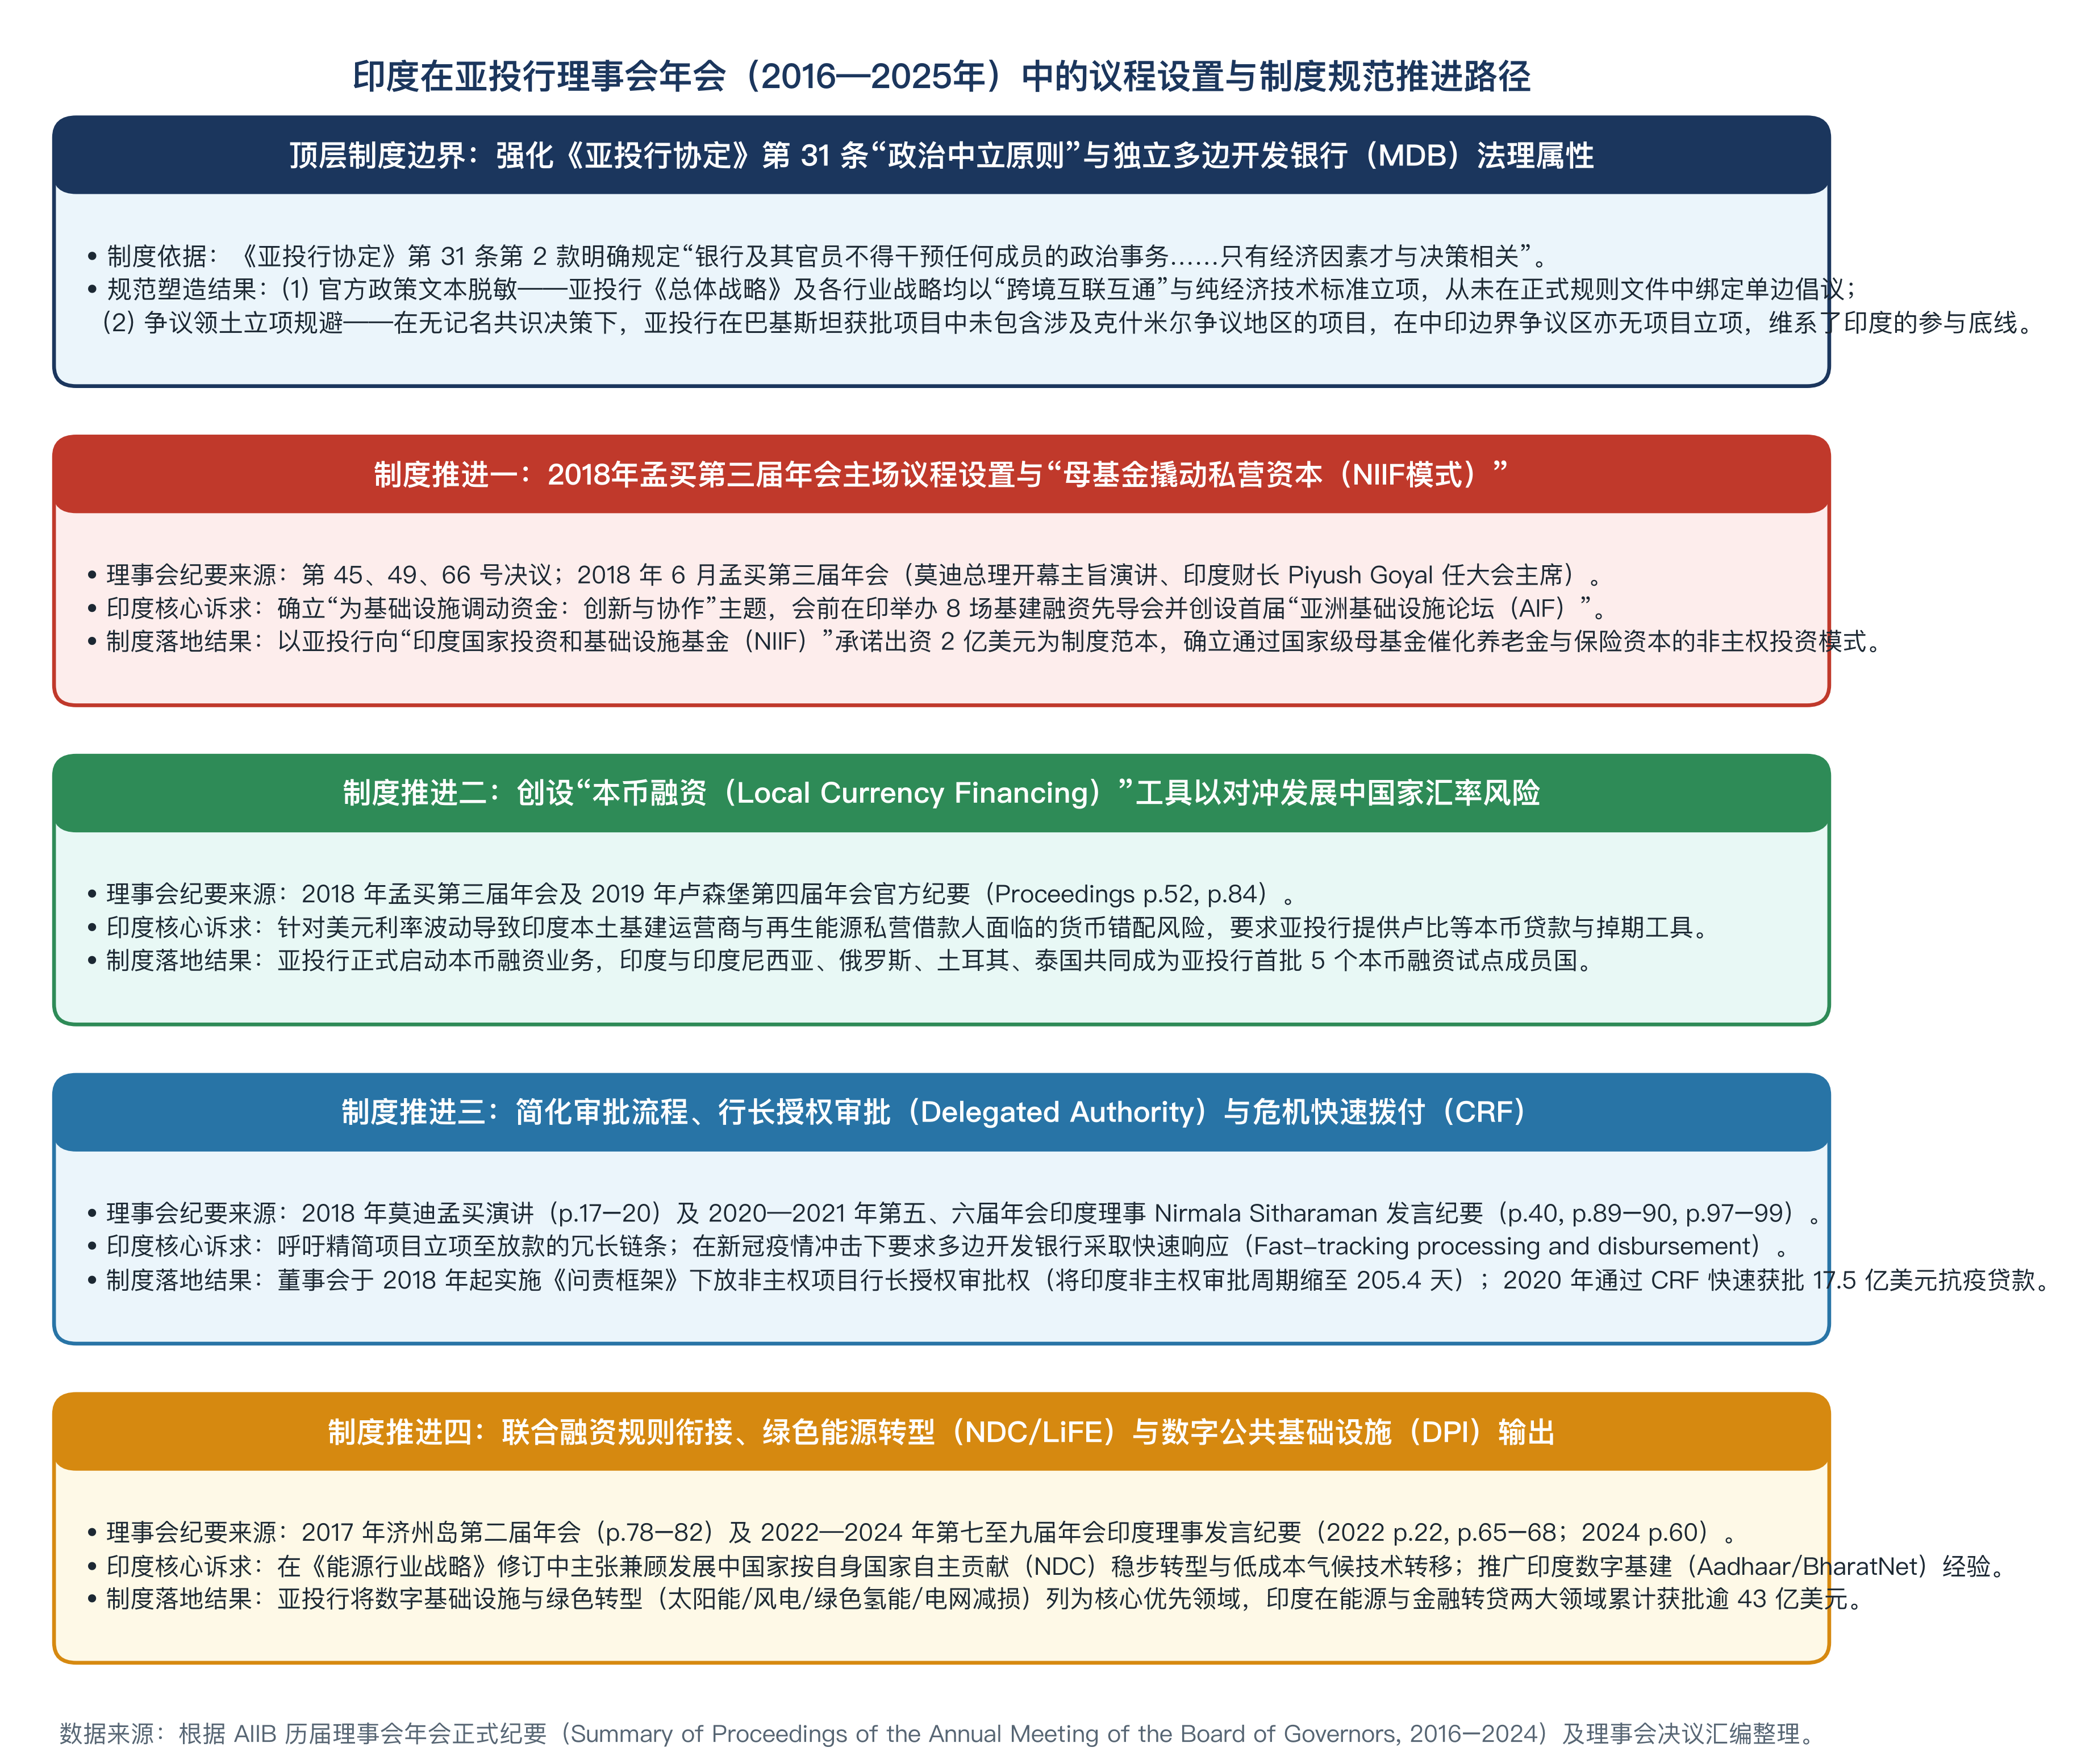 印度在亚投行理事会年会（2016—2025年）中的议程设置与制度规范推进路径
顶层制度边界：强化《亚投行协定》第 31 条“政治中立原则”与独立多边开发银行（MDB）法理属性
• 制度依据：《亚投行协定》第 31 条第 2 款明确规定“银行及其官员不得干预任何成员的政治事务……只有经济因素才与决策相关”。
• 规范塑造结果：(1) 官方政策文本脱敏——亚投行《总体战略》及各行业战略均以“跨境互联互通”与纯经济技术标准立项，从未在正式规则文件中绑定单边倡议；
(2) 争议领土立项规避——在无记名共识决策下，亚投行在巴基斯坦获批项目中未包含涉及克什米尔争议地区的项目，在中印边界争议区亦无项目立项，维系了印度的参与底线。
制度推进一：2018年孟买第三届年会主场议程设置与“母基金撬动私营资本（NIIF模式）”
• 理事会纪要来源：第 45、49、66 号决议；2018 年 6 月孟买第三届年会（莫迪总理开幕主旨演讲、印度财长 Piyush Goyal 任大会主席）。
• 印度核心诉求：确立“为基础设施调动资金：创新与协作”主题，会前在印举办 8 场基建融资先导会并创设首届“亚洲基础设施论坛（AIF）”。
• 制度落地结果：以亚投行向“印度国家投资和基础设施基金（NIIF）”承诺出资 2 亿美元为制度范本，确立通过国家级母基金催化养老金与保险资本的非主权投资模式。
制度推进二：创设“本币融资（Local Currency Financing）”工具以对冲发展中国家汇率风险
• 理事会纪要来源：2018 年孟买第三届年会及 2019 年卢森堡第四届年会官方纪要（Proceedings p.52, p.84）。
• 印度核心诉求：针对美元利率波动导致印度本土基建运营商与再生能源私营借款人面临的货币错配风险，要求亚投行提供卢比等本币贷款与掉期工具。
• 制度落地结果：亚投行正式启动本币融资业务，印度与印度尼西亚、俄罗斯、土耳其、泰国共同成为亚投行首批 5 个本币融资试点成员国。
制度推进三：简化审批流程、行长授权审批（Delegated Authority）与危机快速拨付（CRF）
• 理事会纪要来源：2018 年莫迪孟买演讲（p.17–20）及 2020—2021 年第五、六届年会印度理事 Nirmala Sitharaman 发言纪要（p.40, p.89–90, p.97–99）。
• 印度核心诉求：呼吁精简项目立项至放款的冗长链条；在新冠疫情冲击下要求多边开发银行采取快速响应（Fast-tracking processing and disbursement）。
• 制度落地结果：董事会于 2018 年起实施《问责框架》下放非主权项目行长授权审批权（将印度非主权审批周期缩至 205.4 天）；2020 年通过 CRF 快速获批 17.5 亿美元抗疫贷款。
制度推进四：联合融资规则衔接、绿色能源转型（NDC/LiFE）与数字公共基础设施（DPI）输出
• 理事会纪要来源：2017 年济州岛第二届年会（p.78–82）及 2022—2024 年第七至九届年会印度理事发言纪要（2022 p.22, p.65–68；2024 p.60）。
• 印度核心诉求：在《能源行业战略》修订中主张兼顾发展中国家按自身国家自主贡献（NDC）稳步转型与低成本气候技术转移；推广印度数字基建（Aadhaar/BharatNet）经验。
• 制度落地结果：亚投行将数字基础设施与绿色转型（太阳能/风电/绿色氢能/电网减损）列为核心优先领域，印度在能源与金融转贷两大领域累计获批逾 43 亿美元。
数据来源：根据 AIIB 历届理事会年会正式纪要（Summary of Proceedings of the Annual Meeting of the Board of Governors, 2016–2024）及理事会决议汇编整理。